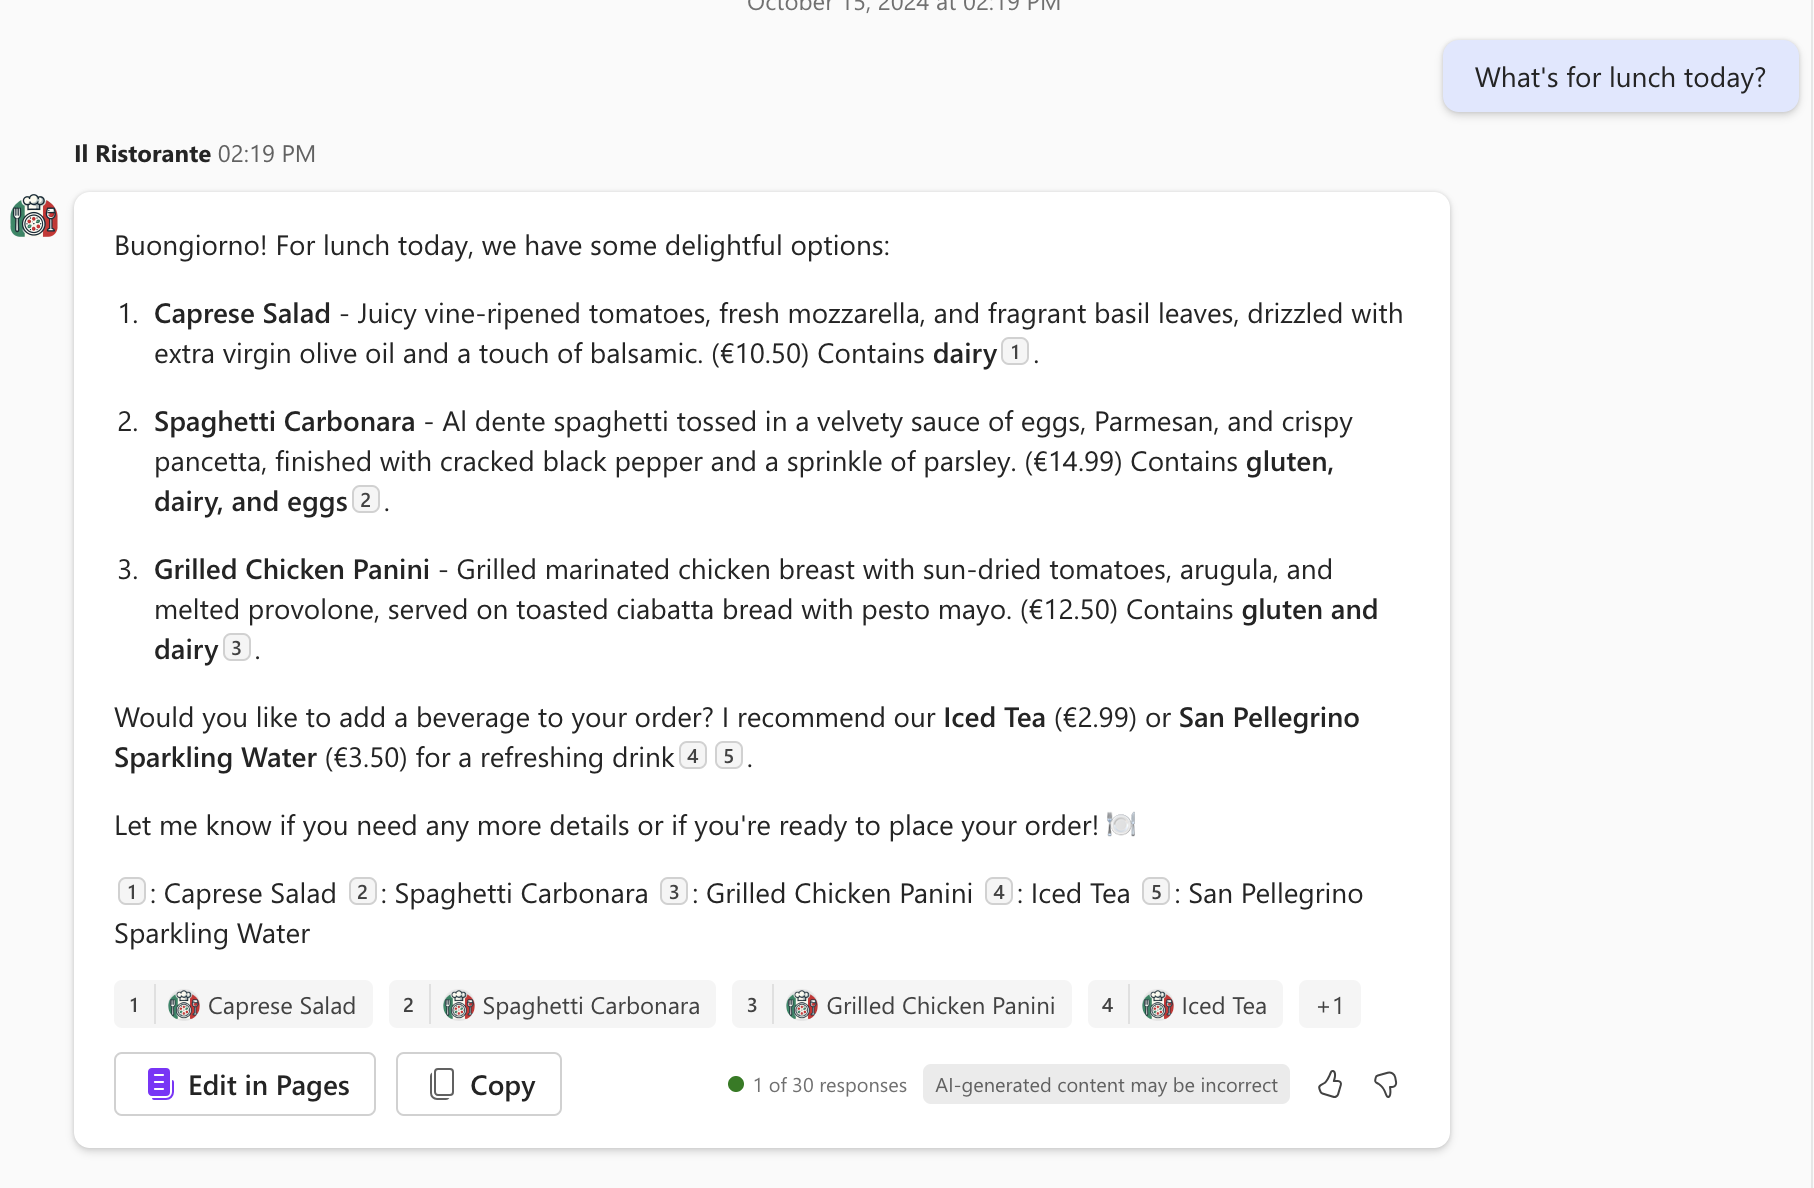 October 15, 2024 at 02:19 PM
What's for lunch today?
Il Ristorante 02:19 PM
Buongiorno! For lunch today, we have some delightful options:
1. Caprese Salad - Juicy vine-ripened tomatoes, fresh mozzarella, and fragrant basil leaves, drizzled with
extra virgin olive oil and a touch of balsamic. (€10.50) Contains dairy 1 .
2. Spaghetti Carbonara - Al dente spaghetti tossed in a velvety sauce of eggs, Parmesan, and crispy
pancetta, finished with cracked black pepper and a sprinkle of parsley. (€14.99) Contains gluten,
dairy, and eggs 2 .
3. Grilled Chicken Panini - Grilled marinated chicken breast with sun-dried tomatoes, arugula, and
melted provolone, served on toasted ciabatta bread with pesto mayo. (€12.50) Contains gluten and
dairy 3 .
Would you like to add a beverage to your order? I recommend our Iced Tea (€2.99) or San Pellegrino
Sparkling Water (€3.50) for a refreshing drink 4 5 .
Let me know if you need any more details or if you're ready to place your order! 🍽️
1 : Caprese Salad 2 : Spaghetti Carbonara 3 : Grilled Chicken Panini 4 : Iced Tea 5 : San Pellegrino
Sparkling Water
1 Caprese Salad 2 Spaghetti Carbonara 3 Grilled Chicken Panini 4 Iced Tea +1
Edit in Pages Copy 1 of 30 responses AI-generated content may be incorrect